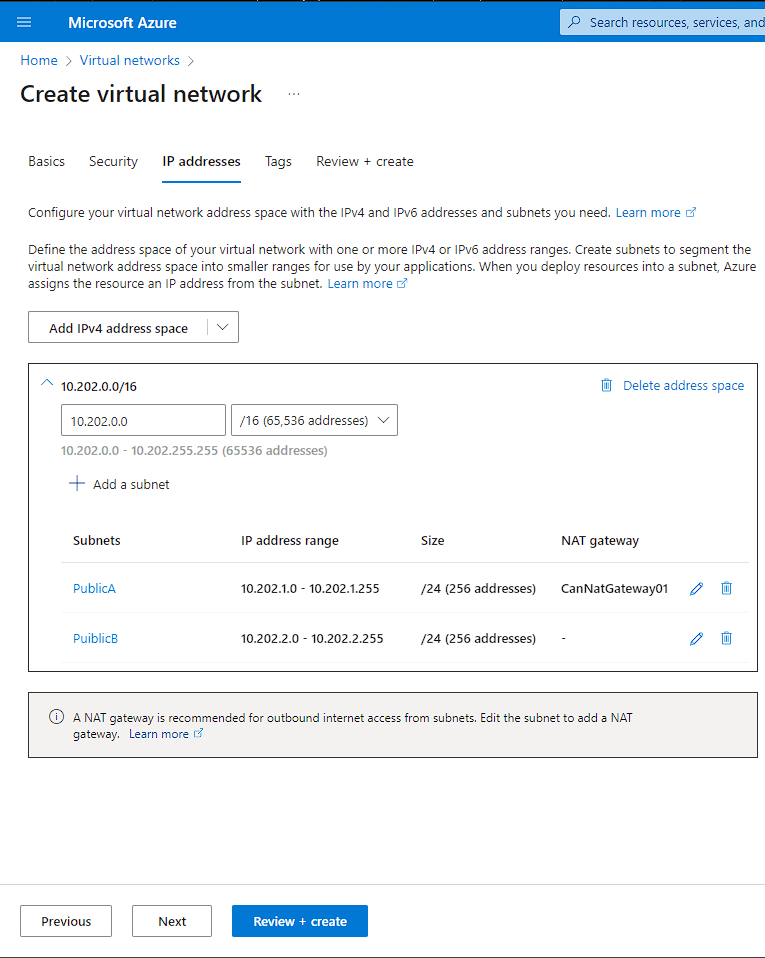 Microsoft Azure
Search resources, services, and
Home > Virtual networks >
Create virtual network ...
Basics Security IP addresses Tags Review + create
Configure your virtual network address space with the IPv4 and IPv6 addresses and subnets you need. Learn more
Define the address space of your virtual network with one or more IPv4 or IPv6 address ranges. Create subnets to segment the
virtual network address space into smaller ranges for use by your applications. When you deploy resources into a subnet, Azure
assigns the resource an IP address from the subnet. Learn more
Add IPv4 address space
10.202.0.0/16 Delete address space
10.202.0.0 /16 (65,536 addresses)
10.202.0.0 - 10.202.255.255 (65536 addresses)
Add a subnet
Subnets IP address range Size NAT gateway
PublicA 10.202.1.0 - 10.202.1.255 /24 (256 addresses) CanNatGateway01
PuiblicB 10.202.2.0 - 10.202.2.255 /24 (256 addresses) -
A NAT gateway is recommended for outbound internet access from subnets. Edit the subnet to add a NAT
gateway. Learn more
Previous Next Review + create